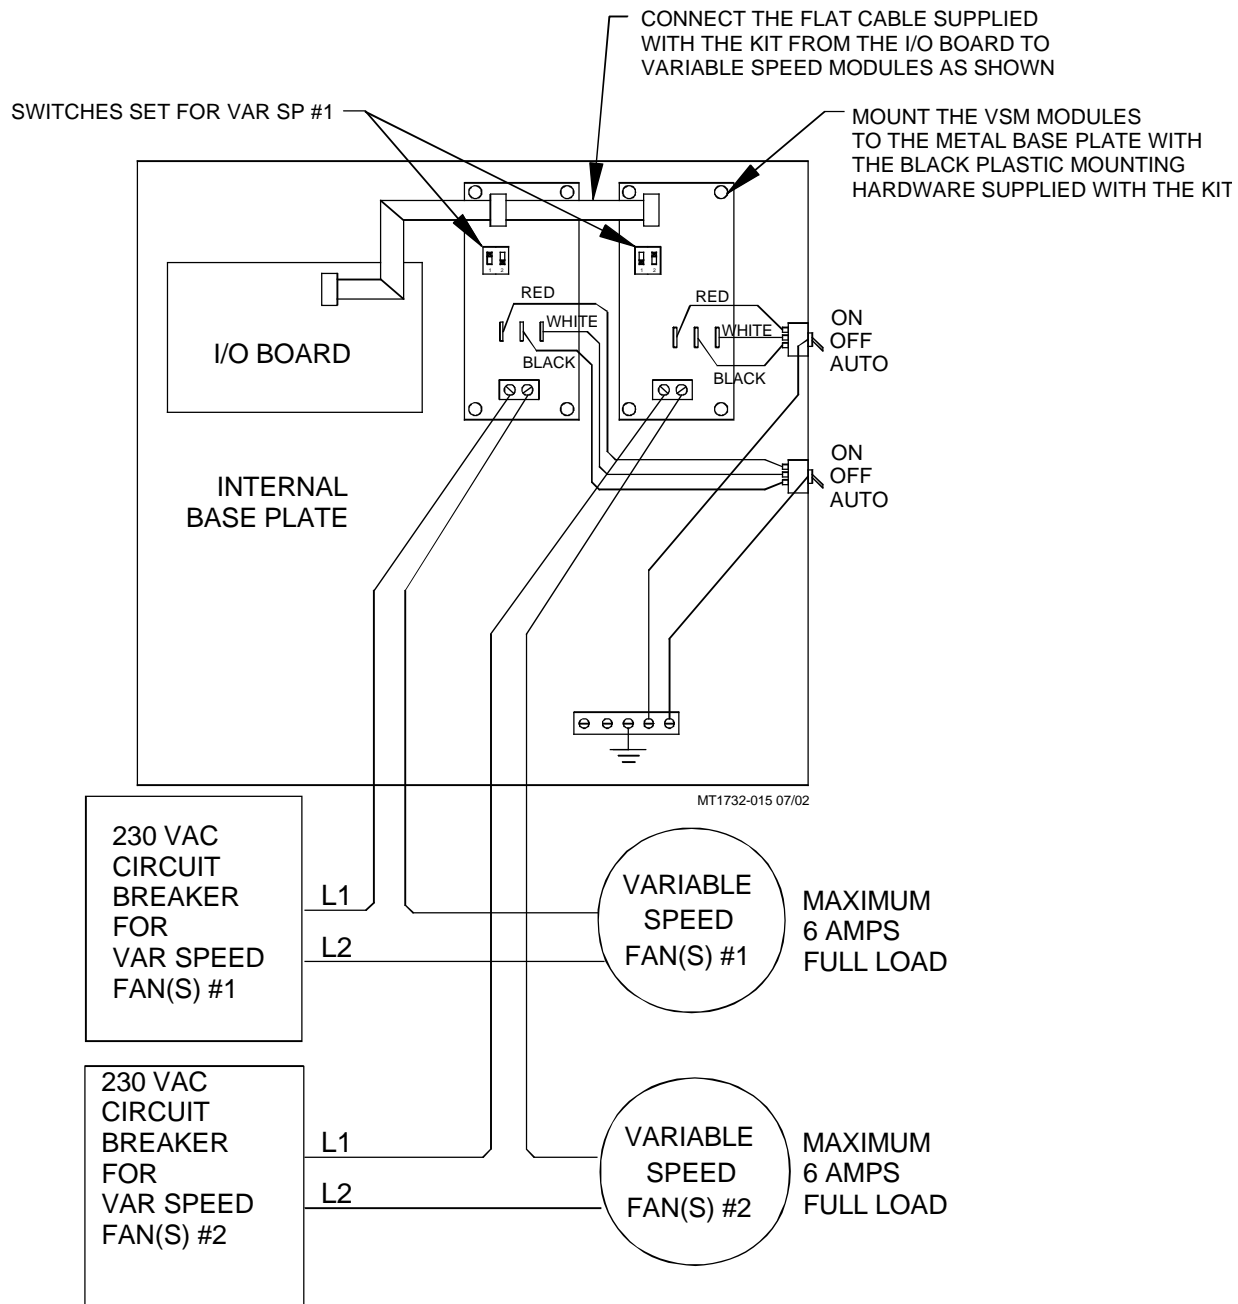 CONNECT THE FLAT CABLE SUPPLIED
WITH THE KIT FROM THE I/O BOARD TO
VARIABLE SPEED MODULES AS SHOWN
SWITCHES SET FOR VAR SP #1
MOUNT THE VSM MODULES
TO THE METAL BASE PLATE WITH
THE BLACK PLASTIC MOUNTING
HARDWARE SUPPLIED WITH THE KIT
1 2
1 2
RED
WHITE
BLACK
RED
WHITE
BLACK
ON
OFF
AUTO
I/O BOARD
ON
OFF
AUTO
INTERNAL
BASE PLATE
MT1732-015 07/02
230 VAC
CIRCUIT
BREAKER
FOR
VAR SPEED
FAN(S) #1
L1
L2
VARIABLE
SPEED
FAN(S) #1
MAXIMUM
6 AMPS
FULL LOAD
230 VAC
CIRCUIT
BREAKER
FOR
VAR SPEED
FAN(S) #2
L1
L2
VARIABLE
SPEED
FAN(S) #2
MAXIMUM
6 AMPS
FULL LOAD